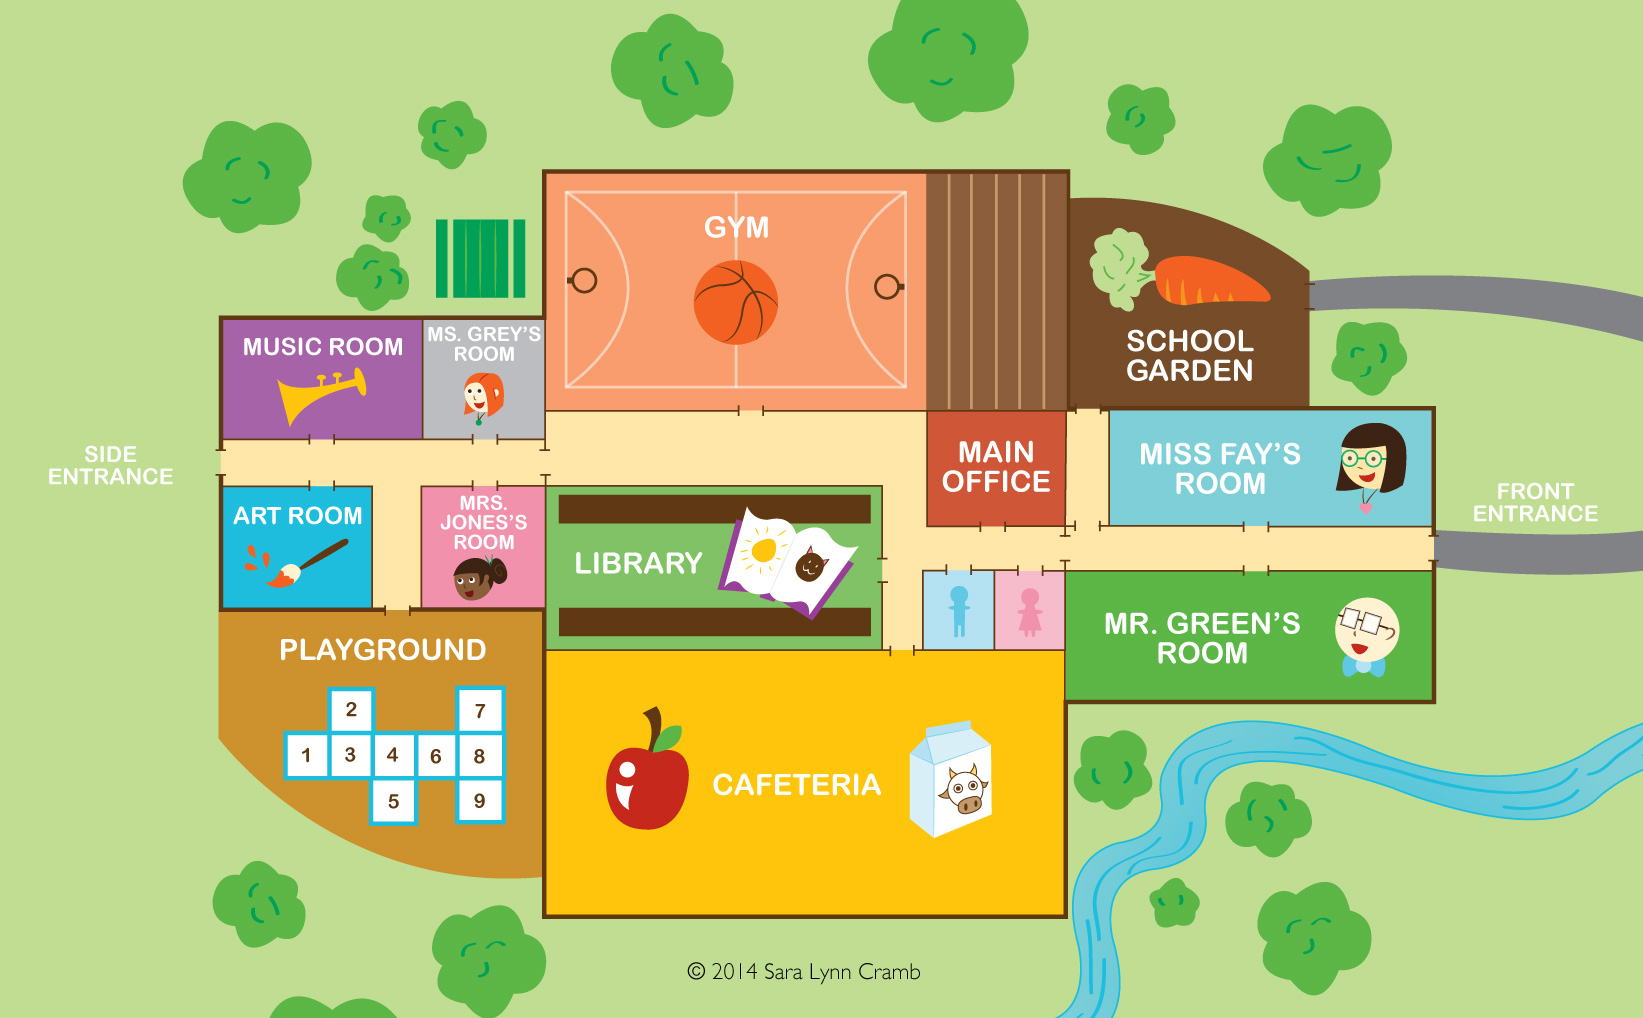 GYM
SCHOOL
GARDEN
MUSIC ROOM
MS. GREY'S
ROOM
SIDE
ENTRANCE
MAIN
OFFICE
MISS FAY'S
ROOM
FRONT
ENTRANCE
ART ROOM
MRS.
JONES'S
ROOM
LIBRARY
MR. GREEN'S
ROOM
PLAYGROUND
2 7
1 3 4 6 8
5 9
CAFETERIA
© 2014 Sara Lynn Cramb